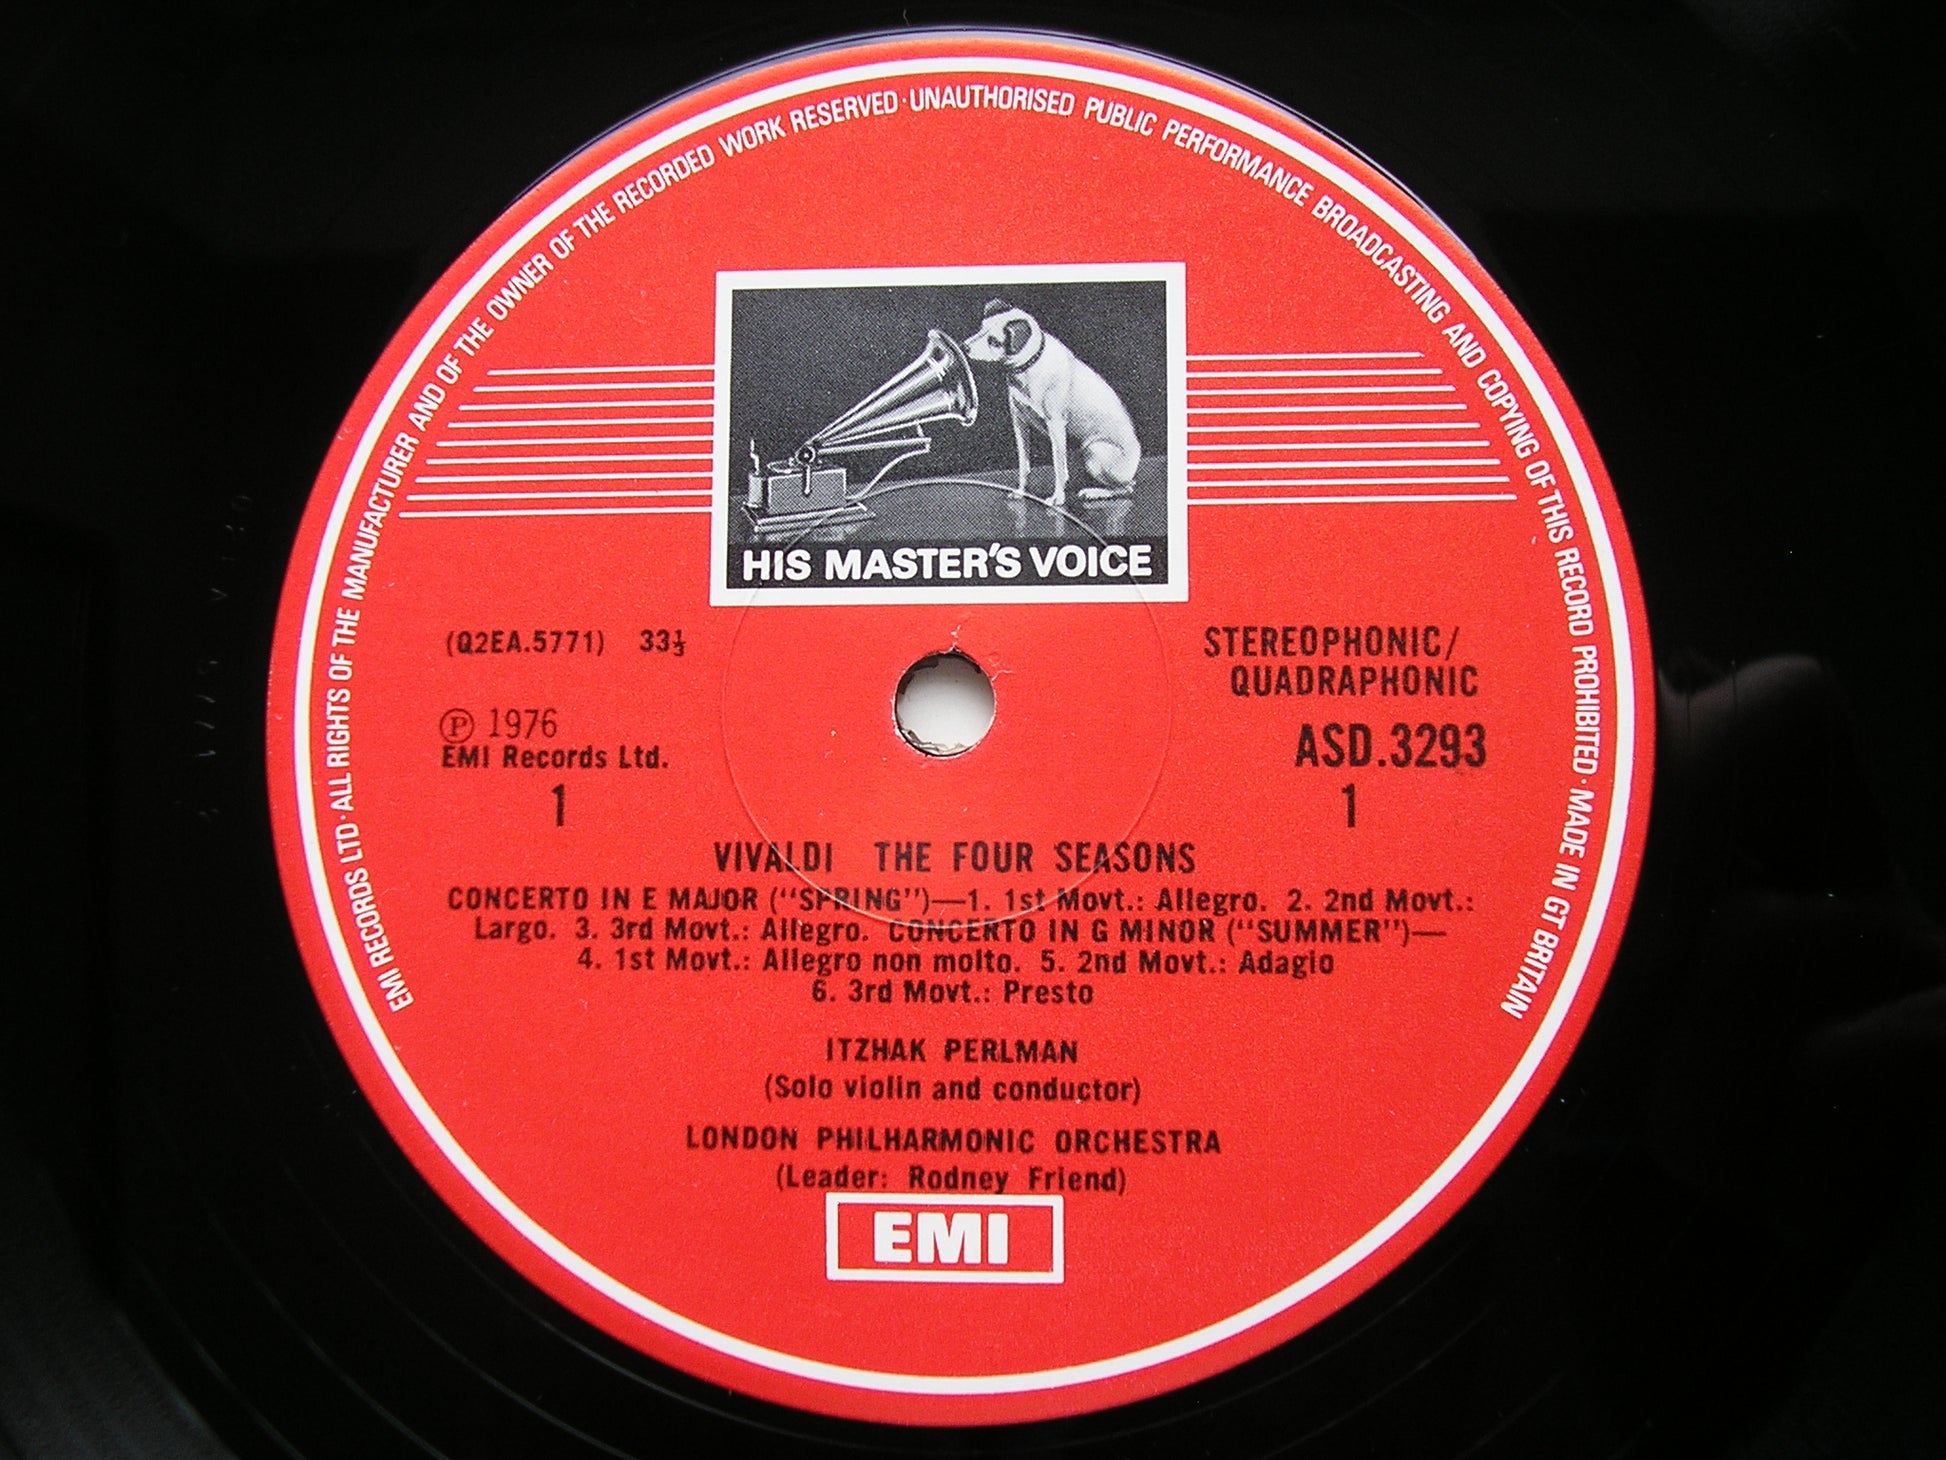 EMI RECORDS LTD · ALL RIGHTS OF THE MANUFACTURER AND OF THE OWNER OF THE RECORDED WORK RESERVED · UNAUTHORISED PUBLIC PERFORMANCE BROADCASTING AND COPYING OF THIS RECORD PROHIBITED · MADE IN GT BRITAIN
HIS MASTER'S VOICE
(Q2EA.5771) 33⅓
STEREOPHONIC/
QUADRAPHONIC
℗ 1976
EMI Records Ltd.
ASD.3293
1
1
VIVALDI THE FOUR SEASONS
CONCERTO IN E MAJOR ("SPRING")—1. 1st Movt.: Allegro. 2. 2nd Movt.:
Largo. 3. 3rd Movt.: Allegro. CONCERTO IN G MINOR ("SUMMER")—
4. 1st Movt.: Allegro non molto. 5. 2nd Movt.: Adagio
6. 3rd Movt.: Presto
ITZHAK PERLMAN
(Solo violin and conductor)
LONDON PHILHARMONIC ORCHESTRA
(Leader: Rodney Friend)
EMI